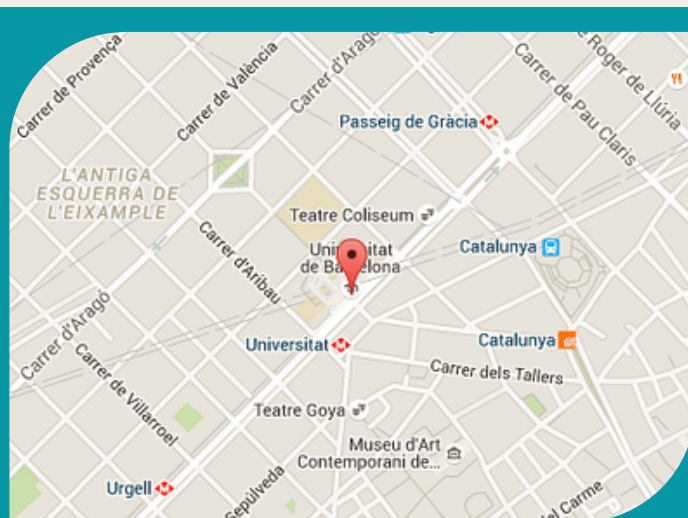 Carrer de Provença
Carrer de València
Carrer d'Aragó
Roger de Llúria
Carrer de Pau Claris
Passeig de Gràcia
L'ANTIGA
ESQUERRA DE
L'EIXAMPLE
Teatre Coliseum
Carrer d'Aribau
de
Catalunya
Carrer d'Aragó
Universitat
Catalunya
Carrer dels Tallers
Carrer de Villarroel
Teatre Goya
Museu d'Art
Contemporani de...
Urgell
Sepúlveda
del Carme